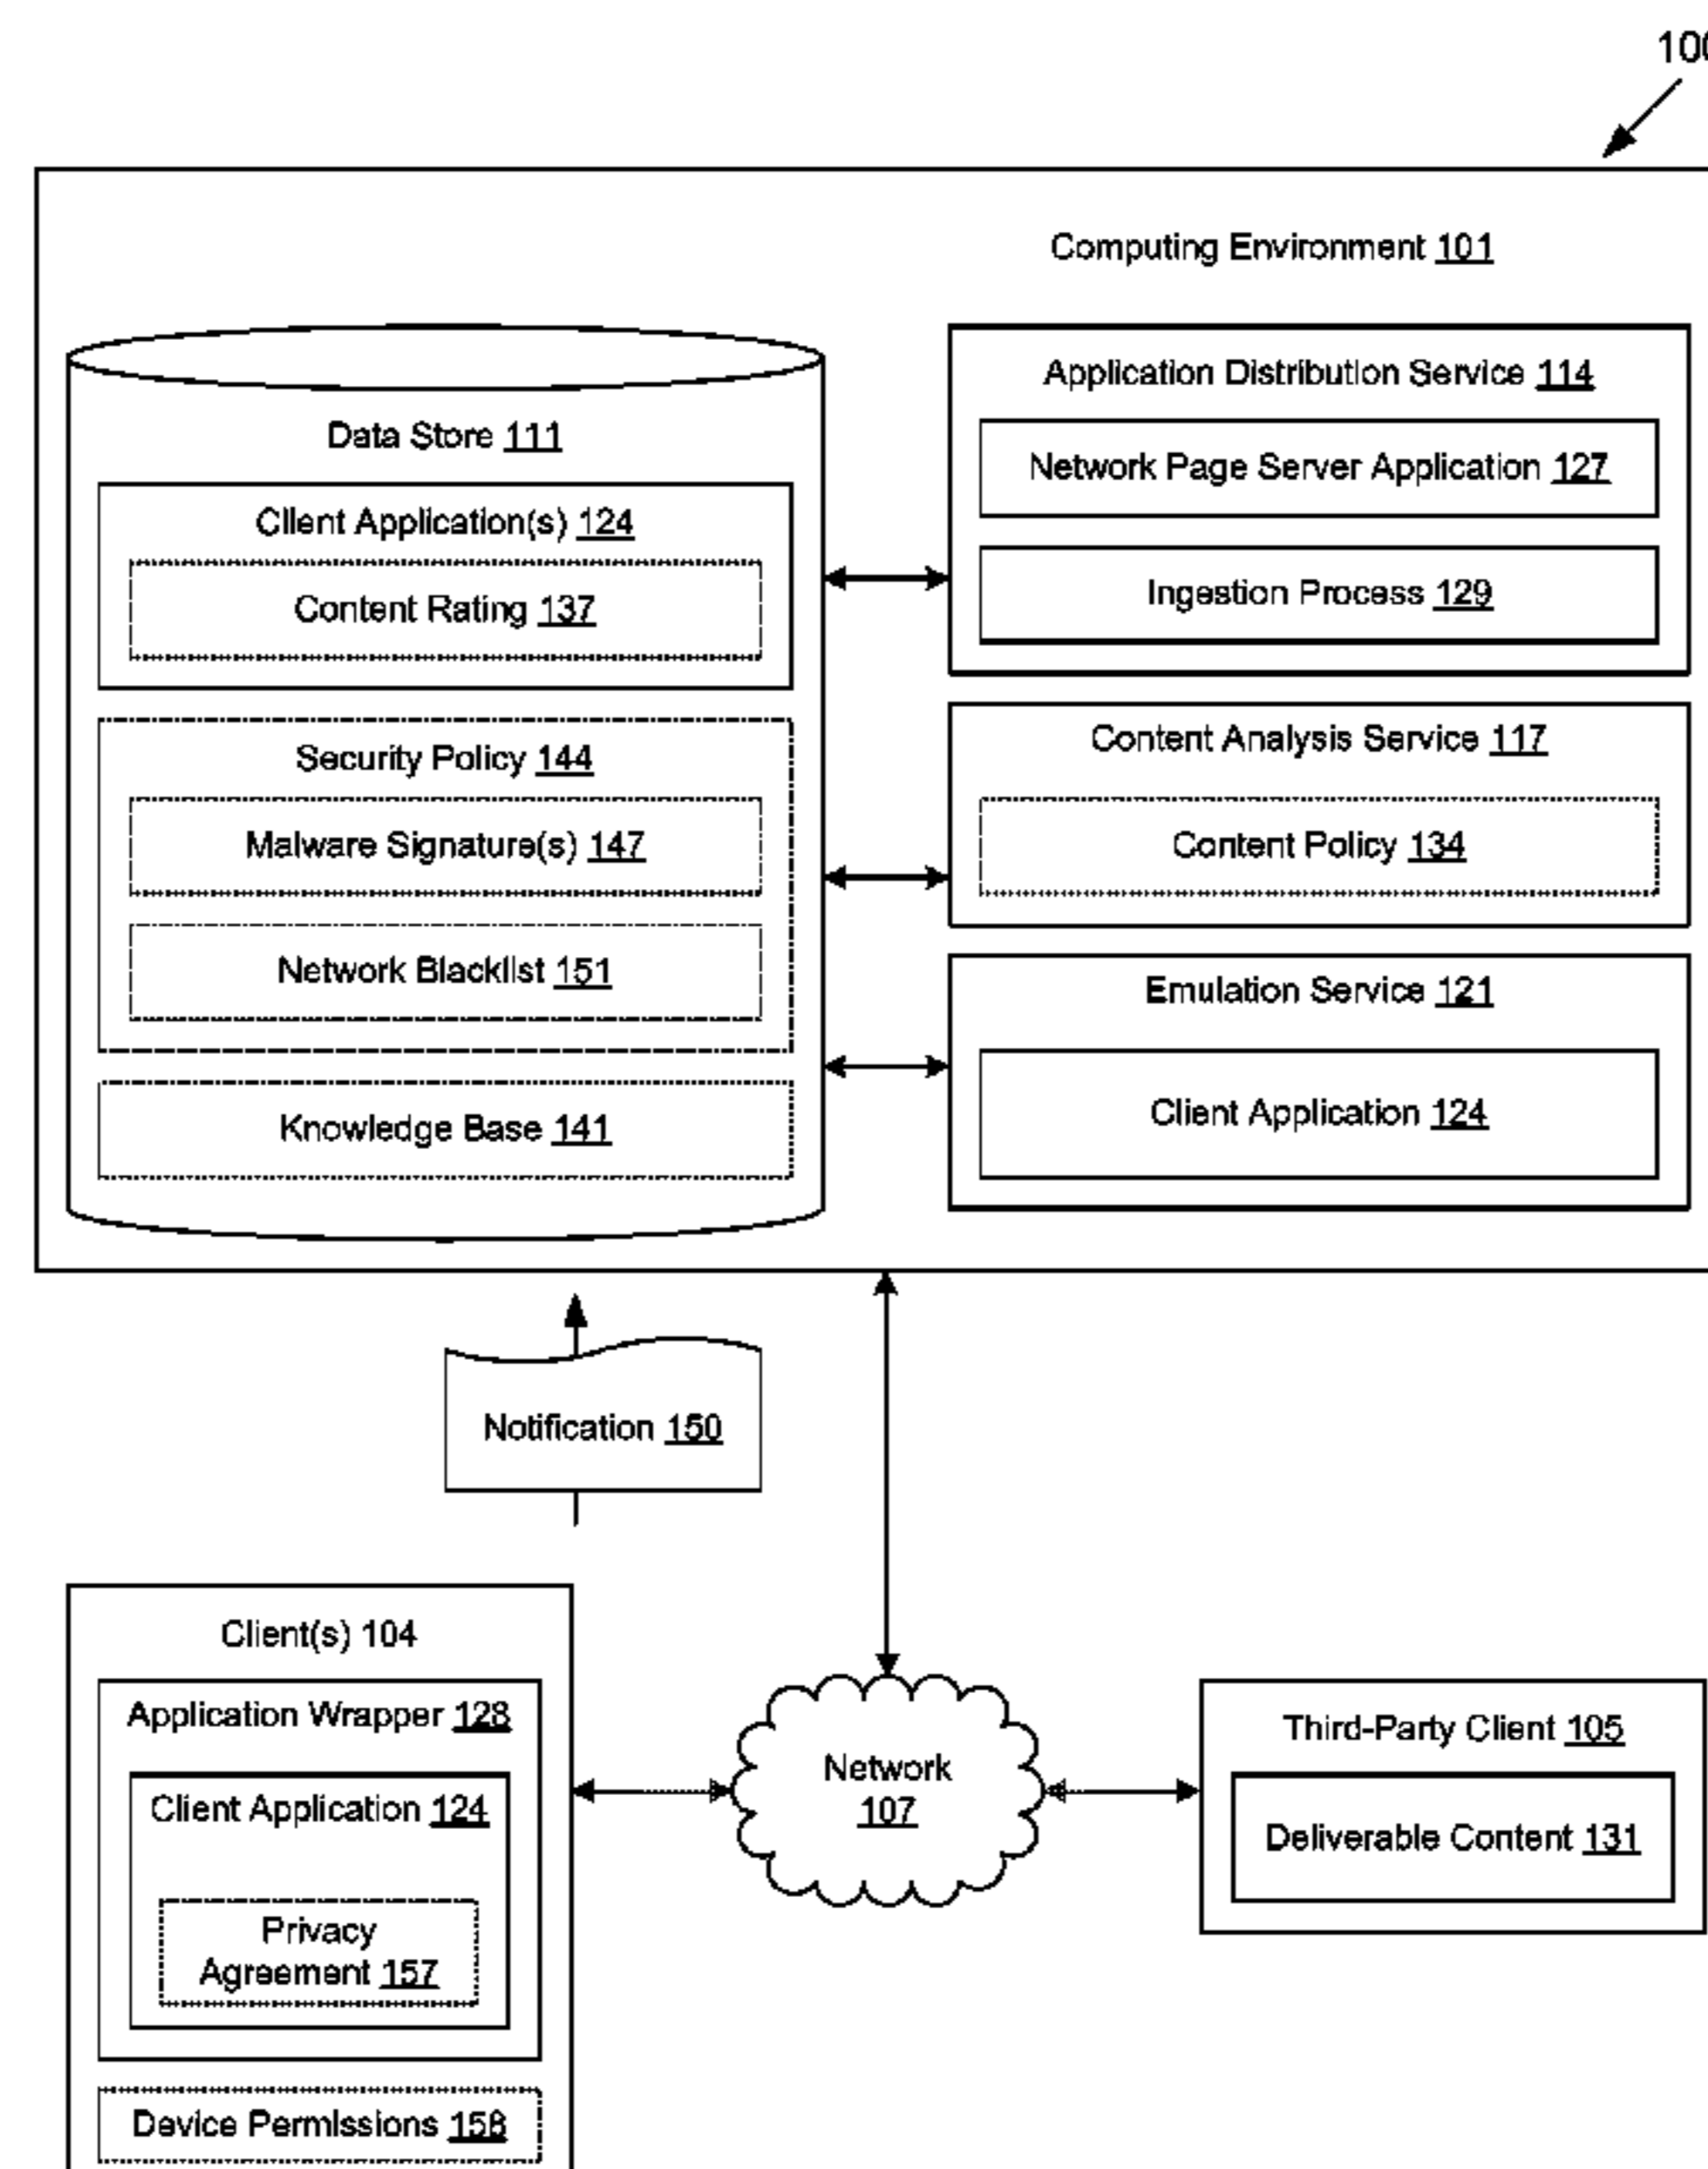 100
Computing Environment 101
Data Store 111
Client Application(s) 124
Content Rating 137
Security Policy 144
Malware Signature(s) 147
Network Blacklist 151
Knowledge Base 141
Application Distribution Service 114
Network Page Server Application 127
Ingestion Process 129
Content Analysis Service 117
Content Policy 134
Emulation Service 121
Client Application 124
Notification 150
Client(s) 104
Application Wrapper 128
Client Application 124
Privacy
Agreement 157
Device Permissions 158
Network
107
Third-Party Client 105
Deliverable Content 131